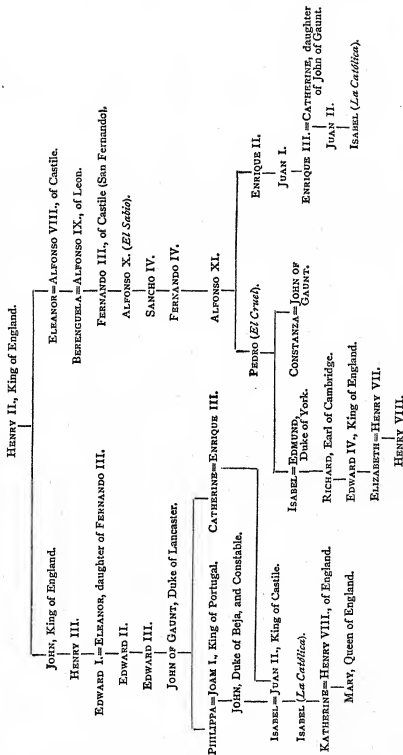 HENRY II., King of England.
JOHN, King of England.
HENRY III.
EDWARD I.=ELEANOR, daughter of FERNANDO III.
EDWARD II.
EDWARD III.
JOHN OF GAUNT, Duke of Lancaster.
PHILIPPA=JOAM I., King of Portugal.
CATHERINE=ENRIQUE III.
JOHN, Duke of Beja, and Constable.
ISABEL=JUAN II., King of Castile.
ISABEL (La Católica).
KATHERINE=HENRY VIII., of England.
MARY, Queen of England.
ELEANOR=ALFONSO VIII., of Castile.
BERENGUELA=ALFONSO IX., of Leon.
FERNANDO III., of Castile (San Fernando).
ALFONSO X. (El Sabio).
SANCHO IV.
FERNANDO IV.
ALFONSO XI.
PEDRO (El Cruel).
ISABEL=EDMUND,
Duke of York.
RICHARD, Earl of Cambridge.
EDWARD IV., King of England.
ELIZABETH=HENRY VII.
HENRY VIII.
CONSTANZA=JOHN OF
GAUNT.
ENRIQUE II.
JUAN I.
ENRIQUE III.=CATHERINE, daughter
of John of Gaunt.
JUAN II.
ISABEL (La Católica).